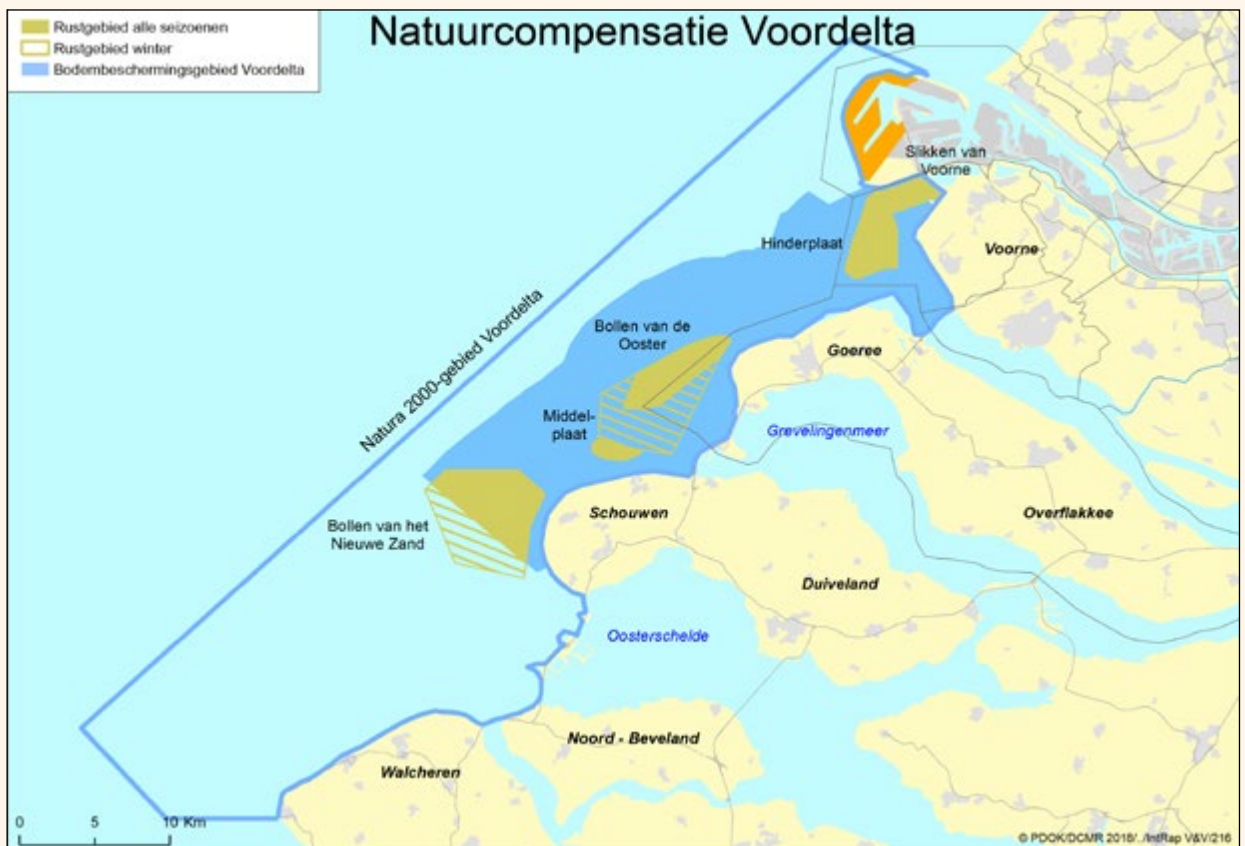 Natuurcompensatie Voordelta
Rustgebied alle seizoenen
Rustgebied winter
Bodembeschermingsgebied Voordelta
Slikken van
Voorne
Hinderplaat
Voorne
Natura 2000-gebied Voordelta
Bollen van de
Ooster
Goeree
Middel-
plaat
Grevelingenmeer
Bollen van het
Nieuwe Zand
Schouwen
Overflakkee
Duiveland
Oosterschelde
Noord - Beveland
Walcheren
0 5 10 Km
© PDOK/DCMR 2018/../IntRap V&V/216